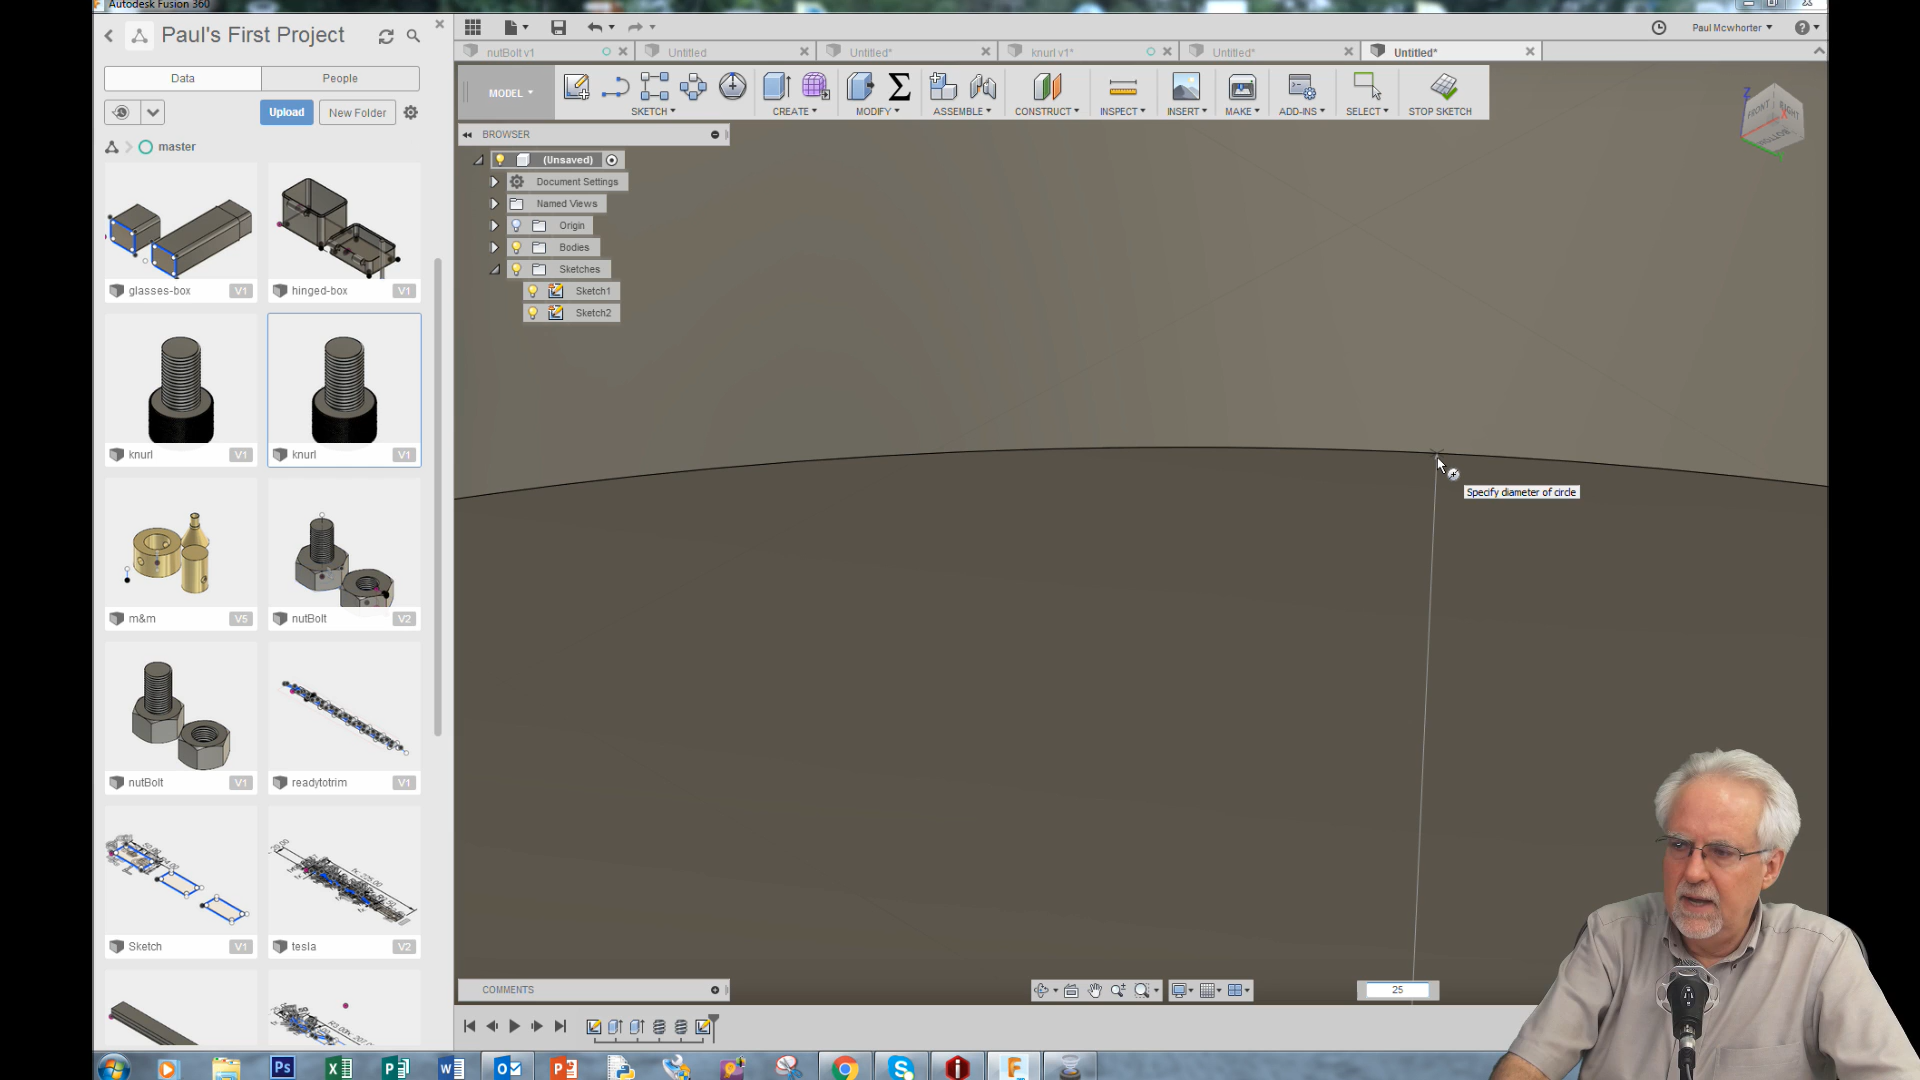 Autodesk Fusion 360
Paul's First Project
Data
People
Upload
New Folder
master
glasses-box
V1
hinged-box
V1
knurl
V1
knurl
V1
m&m
V5
nutBolt
V2
nutBolt
V1
readytotrim
V1
Sketch
V1
tesla
V2
Paul Mcwhorter
nutBolt v1
Untitled
Untitled*
knurl v1*
Untitled*
Untitled*
MODEL
SKETCH
CREATE
MODIFY
ASSEMBLE
CONSTRUCT
INSPECT
INSERT
MAKE
ADD-INS
SELECT
STOP SKETCH
BROWSER
(Unsaved)
Document Settings
Named Views
Origin
Bodies
Sketches
Sketch1
Sketch2
Z
FRONT
RIGHT
X
Specify diameter of circle
COMMENTS
25
Ps